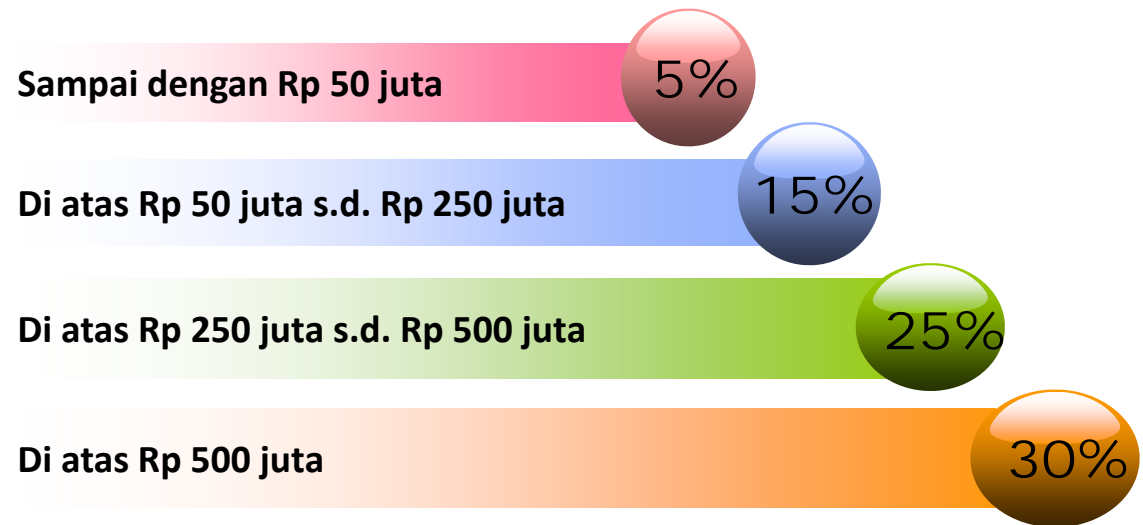 Sampai dengan Rp 50 juta 5%
Di atas Rp 50 juta s.d. Rp 250 juta 15%
Di atas Rp 250 juta s.d. Rp 500 juta 25%
Di atas Rp 500 juta 30%